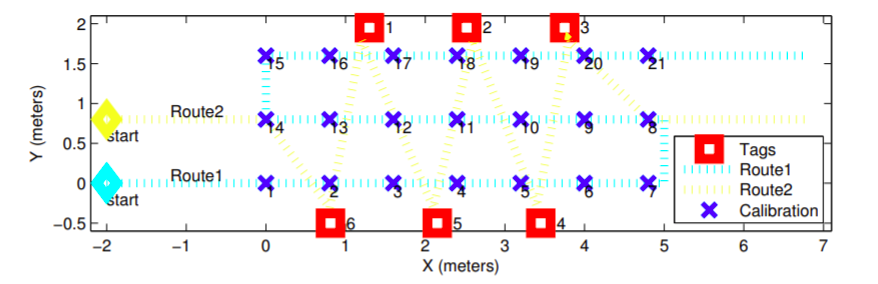 2
1 2 3
1.5
15 16 17 18 19 20 21
1
Route2
start
14 13 12 11 10 9 8
0.5
Tags
Route1
Route2
Calibration
0
Route1
start
1 2 3 4 5 6 7
−0.5
6 5 4
−2 −1 0 1 2 3 4 5 6 7
X (meters)
Y (meters)